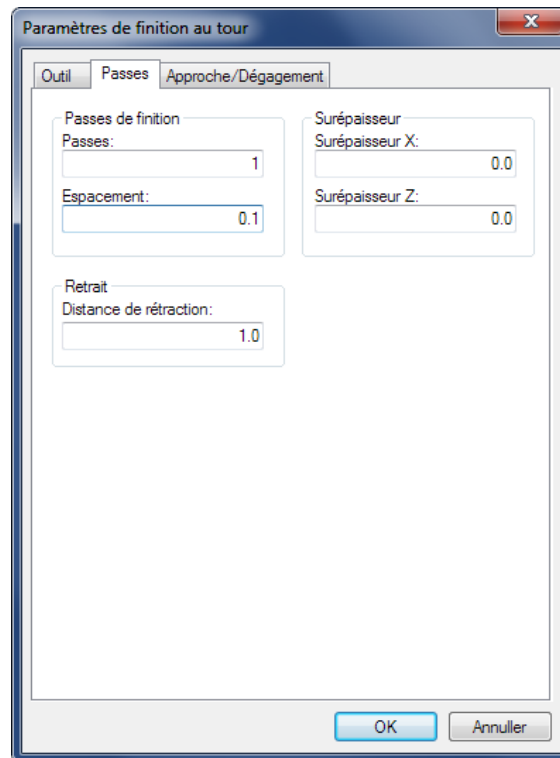 Paramètres de finition au tour
Outil
Passes
Approche/Dégagement
Passes de finition
Passes:
1
Espacement:
0.1
Surépaisseur
Surépaisseur X:
0.0
Surépaisseur Z:
0.0
Retrait
Distance de rétraction:
1.0
OK
Annuller